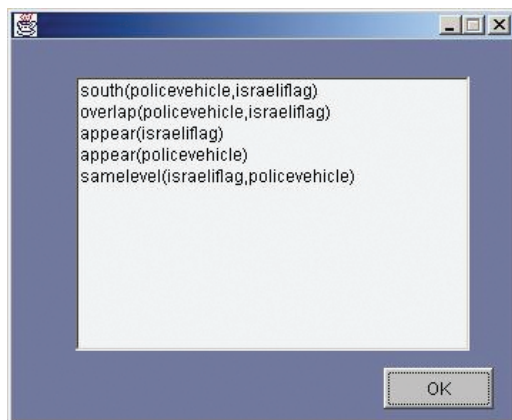 south(policevehicle,israeliflag)
overlap(policevehicle,israeliflag)
appear(israeliflag)
appear(policevehicle)
samelevel(israeliflag,policevehicle)
OK